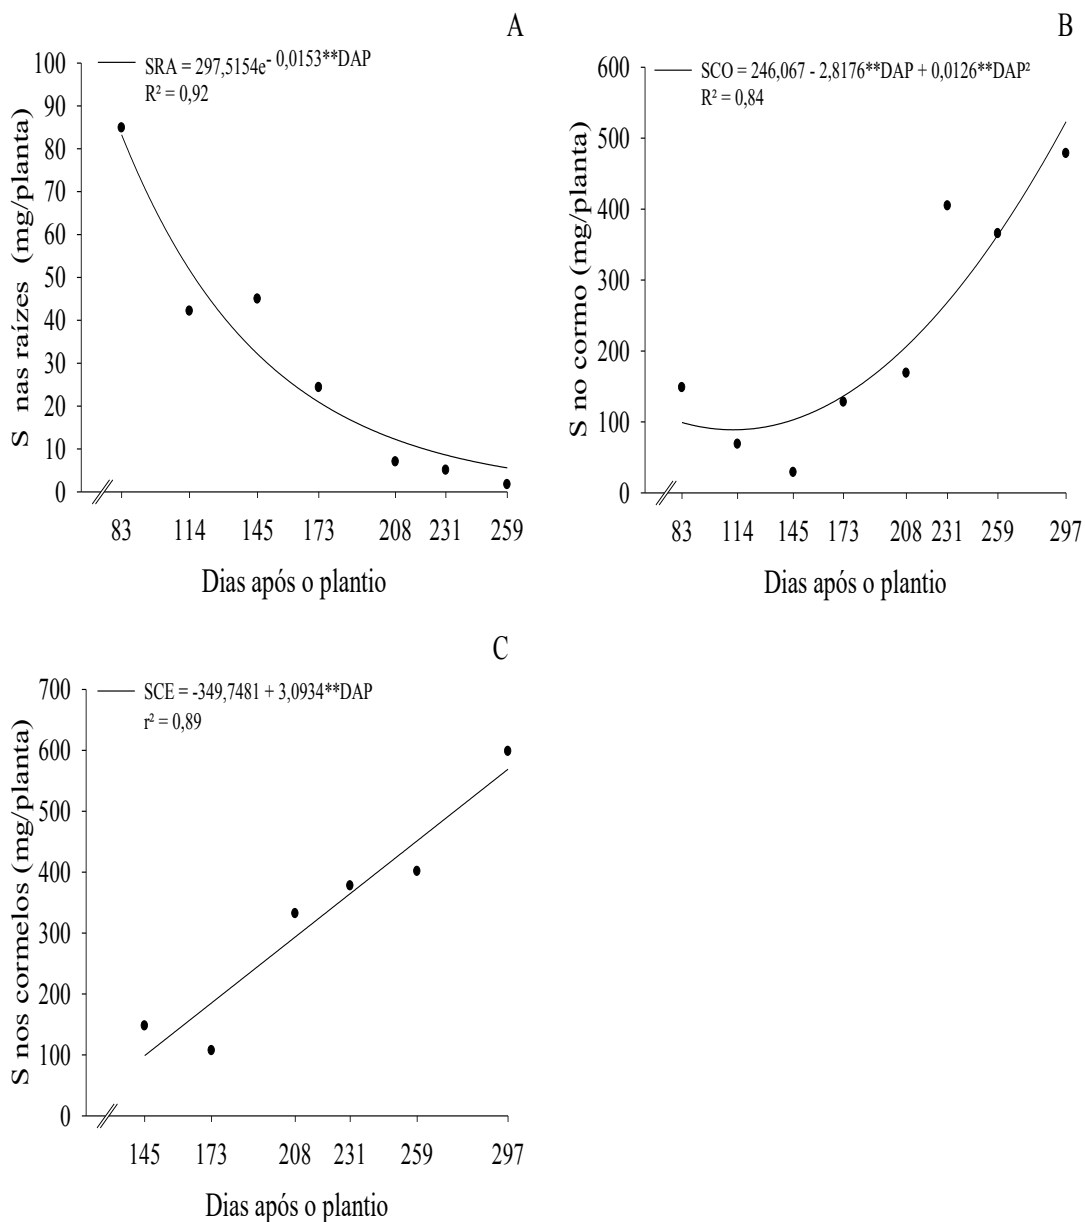 A
SRA = 297,5154e- 0,0153**DAP
R² = 0,92
S nas raízes (mg/planta)
100
90
80
70
60
50
40
30
20
10
0
83 114 145 173 208 231 259
Dias após o plantio
B
SCO = 246,067 - 2,8176**DAP + 0,0126**DAP²
R² = 0,84
S no cormo (mg/planta)
600
500
400
300
200
100
0
83 114 145 173 208 231 259 297
Dias após o plantio
C
SCE = -349,7481 + 3,0934**DAP
r² = 0,89
S nos cormelos (mg/planta)
700
600
500
400
300
200
100
0
145 173 208 231 259 297
Dias após o plantio